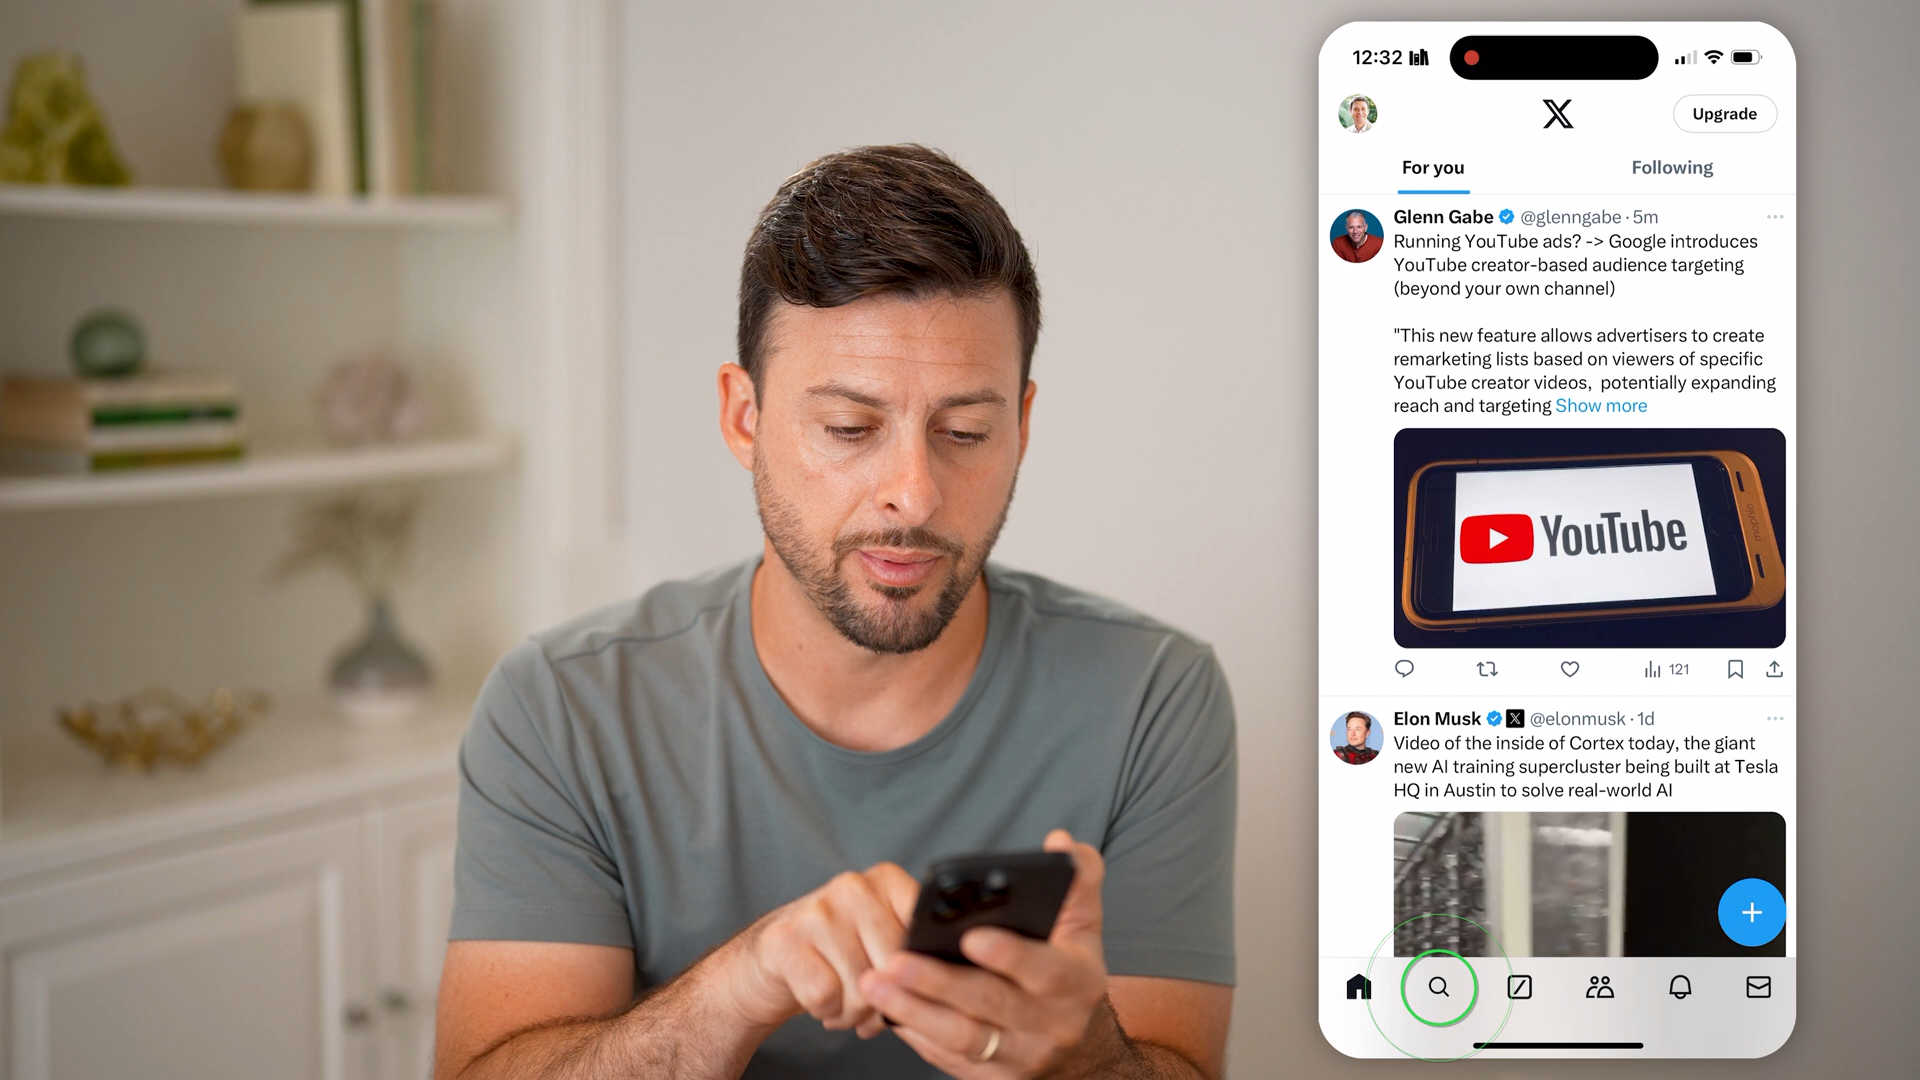 12:32
X
Upgrade
For you
Following
Glenn Gabe @glenngabe · 5m
Running YouTube ads? -> Google introduces
YouTube creator-based audience targeting
(beyond your own channel)
"This new feature allows advertisers to create
remarketing lists based on viewers of specific
YouTube creator videos, potentially expanding
reach and targeting Show more
YouTube
mophie
121
Elon Musk X @elonmusk · 1d
Video of the inside of Cortex today, the giant
new AI training supercluster being built at Tesla
HQ in Austin to solve real-world AI